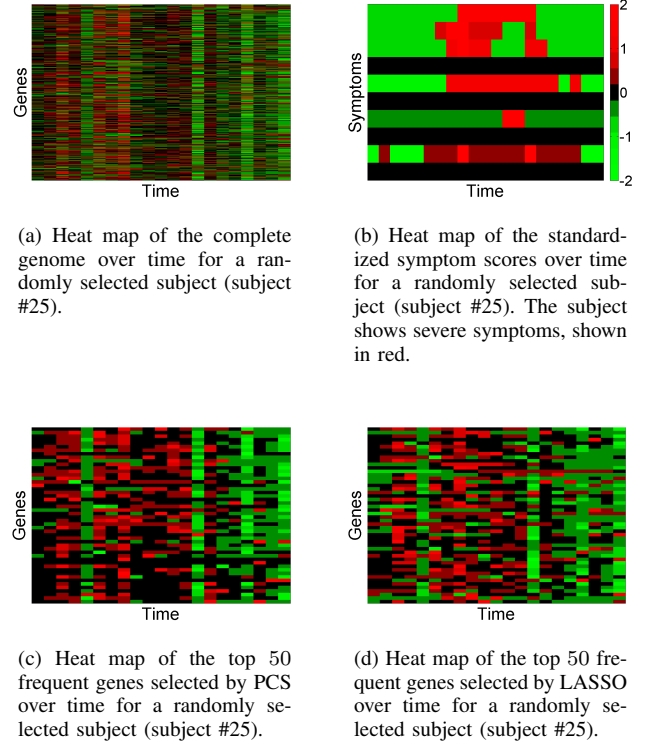 Genes
Time
Symptoms
Time
2
1
0
-1
-2
(a) Heat map of the complete
genome over time for a ran-
domly selected subject (subject
#25).
(b) Heat map of the standard-
ized symptom scores over time
for a randomly selected sub-
ject (subject #25). The subject
shows severe symptoms, shown
in red.
Genes
Time
Genes
Time
(c) Heat map of the top 50
frequent genes selected by PCS
over time for a randomly se-
lected subject (subject #25).
(d) Heat map of the top 50 fre-
quent genes selected by LASSO
over time for a randomly se-
lected subject (subject #25).